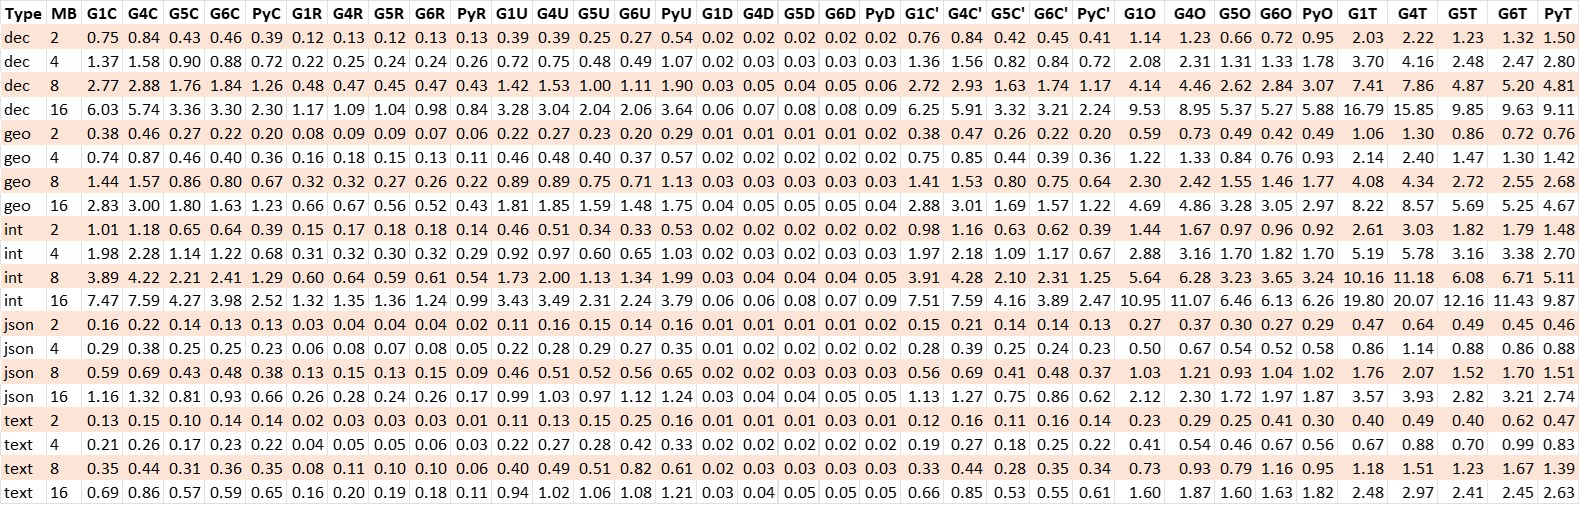 Type MB G1C G4C G5C G6C PyC G1R G4R G5R G6R PyR G1U G4U G5U G6U PyU G1D G4D G5D G6D PyD G1C' G4C' G5C' G6C' PyC' G1O G4O G5O G6O PyO G1T G4T G5T G6T PyT
dec 2 0.75 0.84 0.43 0.46 0.39 0.12 0.13 0.12 0.13 0.13 0.39 0.39 0.25 0.27 0.54 0.02 0.02 0.02 0.02 0.02 0.76 0.84 0.42 0.45 0.41 1.14 1.23 0.66 0.72 0.95 2.03 2.22 1.23 1.32 1.50
dec 4 1.37 1.58 0.90 0.88 0.72 0.22 0.25 0.24 0.24 0.26 0.72 0.75 0.48 0.49 1.07 0.02 0.03 0.03 0.03 0.03 1.36 1.56 0.82 0.84 0.72 2.08 2.31 1.31 1.33 1.78 3.70 4.16 2.48 2.47 2.80
dec 8 2.77 2.88 1.76 1.84 1.26 0.48 0.47 0.45 0.47 0.43 1.42 1.53 1.00 1.11 1.90 0.03 0.05 0.04 0.05 0.06 2.72 2.93 1.63 1.74 1.17 4.14 4.46 2.62 2.84 3.07 7.41 7.86 4.87 5.20 4.81
dec 16 6.03 5.74 3.36 3.30 2.30 1.17 1.09 1.04 0.98 0.84 3.28 3.04 2.04 2.06 3.64 0.06 0.07 0.08 0.08 0.09 6.25 5.91 3.32 3.21 2.24 9.53 8.95 5.37 5.27 5.88 16.79 15.85 9.85 9.63 9.11
geo 2 0.38 0.46 0.27 0.22 0.20 0.08 0.09 0.09 0.07 0.06 0.22 0.27 0.23 0.20 0.29 0.01 0.01 0.01 0.01 0.02 0.38 0.47 0.26 0.22 0.20 0.59 0.73 0.49 0.42 0.49 1.06 1.30 0.86 0.72 0.76
geo 4 0.74 0.87 0.46 0.40 0.36 0.16 0.18 0.15 0.13 0.11 0.46 0.48 0.40 0.37 0.57 0.02 0.02 0.02 0.02 0.02 0.75 0.85 0.44 0.39 0.36 1.22 1.33 0.84 0.76 0.93 2.14 2.40 1.47 1.30 1.42
geo 8 1.44 1.57 0.86 0.80 0.67 0.32 0.32 0.27 0.26 0.22 0.89 0.89 0.75 0.71 1.13 0.03 0.03 0.03 0.03 0.03 1.41 1.53 0.80 0.75 0.64 2.30 2.42 1.55 1.46 1.77 4.08 4.34 2.72 2.55 2.68
geo 16 2.83 3.00 1.80 1.63 1.23 0.66 0.67 0.56 0.52 0.43 1.81 1.85 1.59 1.48 1.75 0.04 0.05 0.05 0.05 0.04 2.88 3.01 1.69 1.57 1.22 4.69 4.86 3.28 3.05 2.97 8.22 8.57 5.69 5.25 4.67
int 2 1.01 1.18 0.65 0.64 0.39 0.15 0.17 0.18 0.18 0.14 0.46 0.51 0.34 0.33 0.53 0.02 0.02 0.02 0.02 0.02 0.98 1.16 0.63 0.62 0.39 1.44 1.67 0.97 0.96 0.92 2.61 3.03 1.82 1.79 1.48
int 4 1.98 2.28 1.14 1.22 0.68 0.31 0.32 0.30 0.32 0.29 0.92 0.97 0.60 0.65 1.03 0.02 0.03 0.02 0.02 0.03 1.97 2.18 1.09 1.17 0.67 2.88 3.16 1.70 1.82 1.70 5.19 5.78 3.16 3.38 2.70
int 8 3.89 4.22 2.21 2.41 1.29 0.60 0.64 0.59 0.61 0.54 1.73 2.00 1.13 1.34 1.99 0.03 0.04 0.04 0.04 0.05 3.91 4.28 2.10 2.31 1.25 5.64 6.28 3.23 3.65 3.24 10.16 11.18 6.08 6.71 5.11
int 16 7.47 7.59 4.27 3.98 2.52 1.32 1.35 1.36 1.24 0.99 3.43 3.49 2.31 2.24 3.79 0.06 0.06 0.08 0.07 0.09 7.51 7.59 4.16 3.89 2.47 10.95 11.07 6.46 6.13 6.26 19.80 20.07 12.16 11.43 9.87
json 2 0.16 0.22 0.14 0.13 0.13 0.03 0.04 0.04 0.04 0.02 0.11 0.16 0.15 0.14 0.16 0.01 0.01 0.01 0.01 0.02 0.15 0.21 0.14 0.14 0.13 0.27 0.37 0.30 0.27 0.29 0.47 0.64 0.49 0.45 0.46
json 4 0.29 0.38 0.25 0.25 0.23 0.06 0.08 0.07 0.08 0.05 0.22 0.28 0.29 0.27 0.35 0.01 0.02 0.02 0.02 0.02 0.28 0.39 0.25 0.24 0.23 0.50 0.67 0.54 0.52 0.58 0.86 1.14 0.88 0.86 0.88
json 8 0.59 0.69 0.43 0.48 0.38 0.13 0.15 0.13 0.15 0.09 0.46 0.51 0.52 0.56 0.65 0.02 0.03 0.03 0.03 0.03 0.56 0.69 0.41 0.48 0.37 1.03 1.21 0.93 1.04 1.02 1.76 2.07 1.52 1.70 1.51
json 16 1.16 1.32 0.81 0.93 0.66 0.26 0.28 0.24 0.26 0.17 0.99 1.03 0.97 1.12 1.24 0.03 0.04 0.04 0.05 0.05 1.13 1.27 0.75 0.86 0.62 2.12 2.30 1.72 1.97 1.87 3.57 3.93 2.82 3.21 2.74
text 2 0.13 0.15 0.10 0.14 0.14 0.02 0.03 0.03 0.03 0.01 0.11 0.13 0.15 0.25 0.16 0.01 0.01 0.01 0.03 0.02 0.12 0.16 0.11 0.16 0.14 0.23 0.29 0.25 0.41 0.30 0.40 0.49 0.40 0.62 0.47
text 4 0.21 0.26 0.17 0.23 0.22 0.04 0.05 0.05 0.06 0.03 0.22 0.27 0.28 0.42 0.33 0.02 0.02 0.02 0.02 0.02 0.19 0.27 0.18 0.25 0.22 0.41 0.54 0.46 0.67 0.56 0.67 0.88 0.70 0.99 0.83
text 8 0.35 0.44 0.31 0.36 0.35 0.08 0.11 0.10 0.10 0.06 0.40 0.49 0.51 0.82 0.61 0.02 0.03 0.03 0.03 0.03 0.33 0.44 0.28 0.35 0.34 0.73 0.93 0.79 1.16 0.95 1.18 1.51 1.23 1.67 1.39
text 16 0.69 0.86 0.57 0.59 0.65 0.16 0.20 0.19 0.18 0.11 0.94 1.02 1.06 1.08 1.21 0.03 0.04 0.05 0.05 0.05 0.66 0.85 0.53 0.55 0.61 1.60 1.87 1.60 1.63 1.82 2.48 2.97 2.41 2.45 2.63